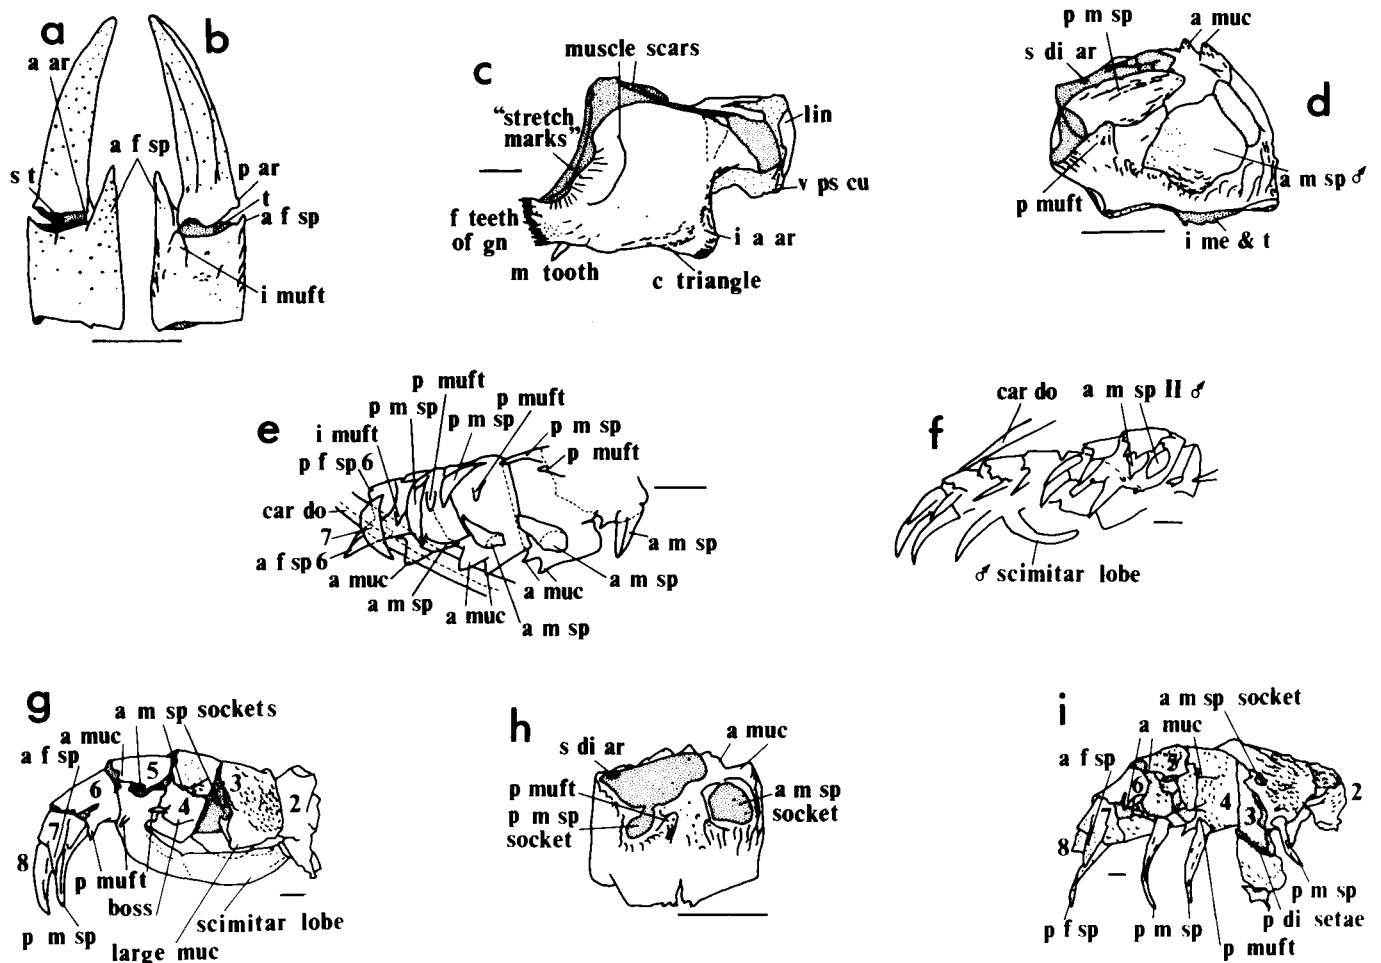 a
b
a ar
a f sp
s t
p ar
t
a f sp
i muft
c
muscle scars
"stretch
marks"
lin
v ps cu
f teeth
of gn
i a ar
m tooth
c triangle
d
p m sp
a muc
s di ar
a m sp ♂
p muft
i me & t
e
p muft
p m sp
p muft
i muft
p m sp
p m sp
p f sp 6
p muft
car do
7
a f sp 6
a muc
a m sp
a muc
a m sp
a muc
a m sp
a m sp
f
car do
a m sp II ♂
♂ scimitar lobe
g
a m sp sockets
a muc
a f sp
5
6
3
4
2
7
8
p muft
boss
scimitar lobe
p m sp
large muc
h
a muc
s di ar
p muft
p m sp
socket
a m sp
socket
i
a m sp socket
a muc
a f sp
5
6
4
2
7
3
8
p m sp
p f sp
p m sp
p di setae
p muft